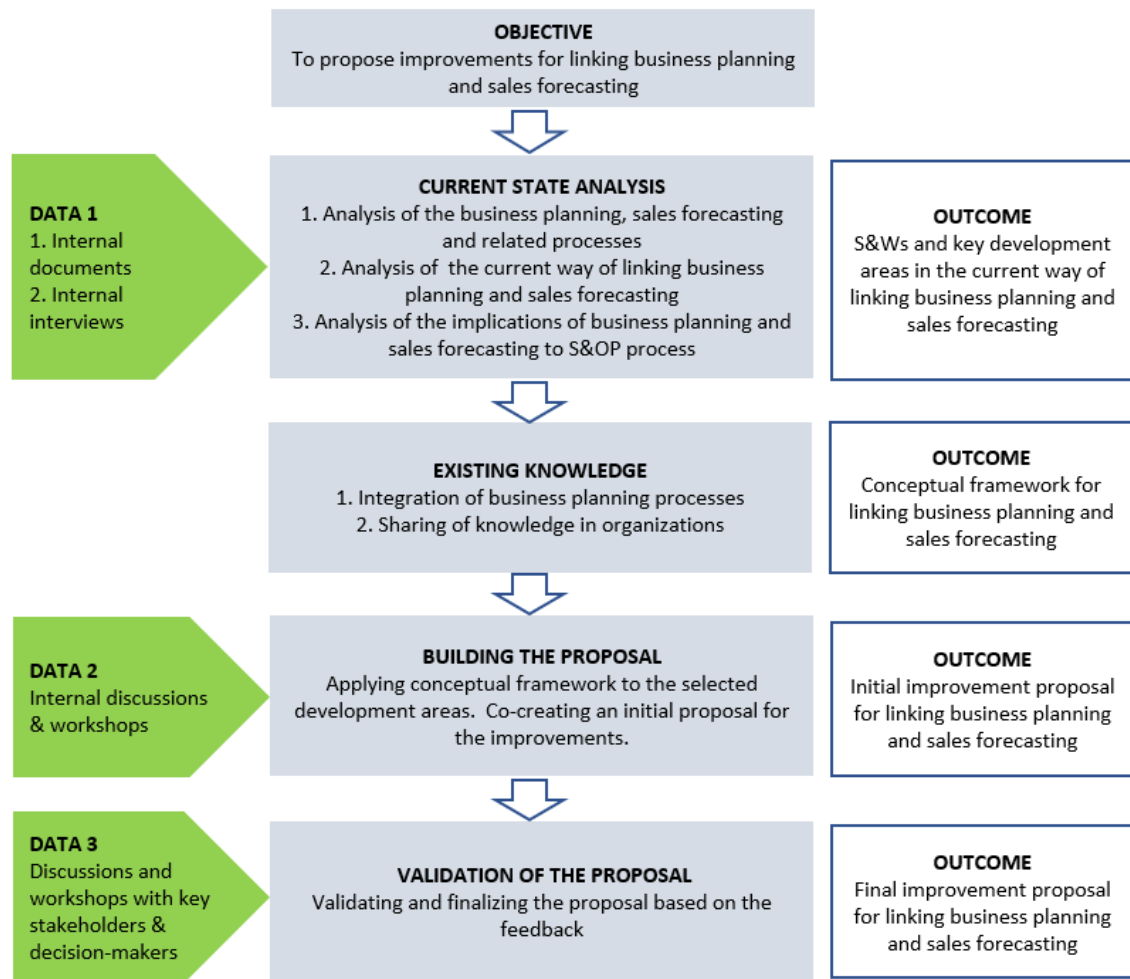 OBJECTIVE
To propose improvements for linking business planning
and sales forecasting
DATA 1
1. Internal
documents
2. Internal
interviews
CURRENT STATE ANALYSIS
1. Analysis of the business planning, sales forecasting
and related processes
2. Analysis of the current way of linking business
planning and sales forecasting
3. Analysis of the implications of business planning and
sales forecasting to S&OP process
OUTCOME
S&Ws and key development
areas in the current way of
linking business planning and
sales forecasting
EXISTING KNOWLEDGE
1. Integration of business planning processes
2. Sharing of knowledge in organizations
OUTCOME
Conceptual framework for
linking business planning and
sales forecasting
DATA 2
Internal discussions
& workshops
BUILDING THE PROPOSAL
Applying conceptual framework to the selected
development areas. Co-creating an initial proposal for
the improvements.
OUTCOME
Initial improvement proposal
for linking business planning
and sales forecasting
DATA 3
Discussions and
workshops with key
stakeholders &
decision-makers
VALIDATION OF THE PROPOSAL
Validating and finalizing the proposal based on the
feedback
OUTCOME
Final improvement proposal
for linking business planning
and sales forecasting